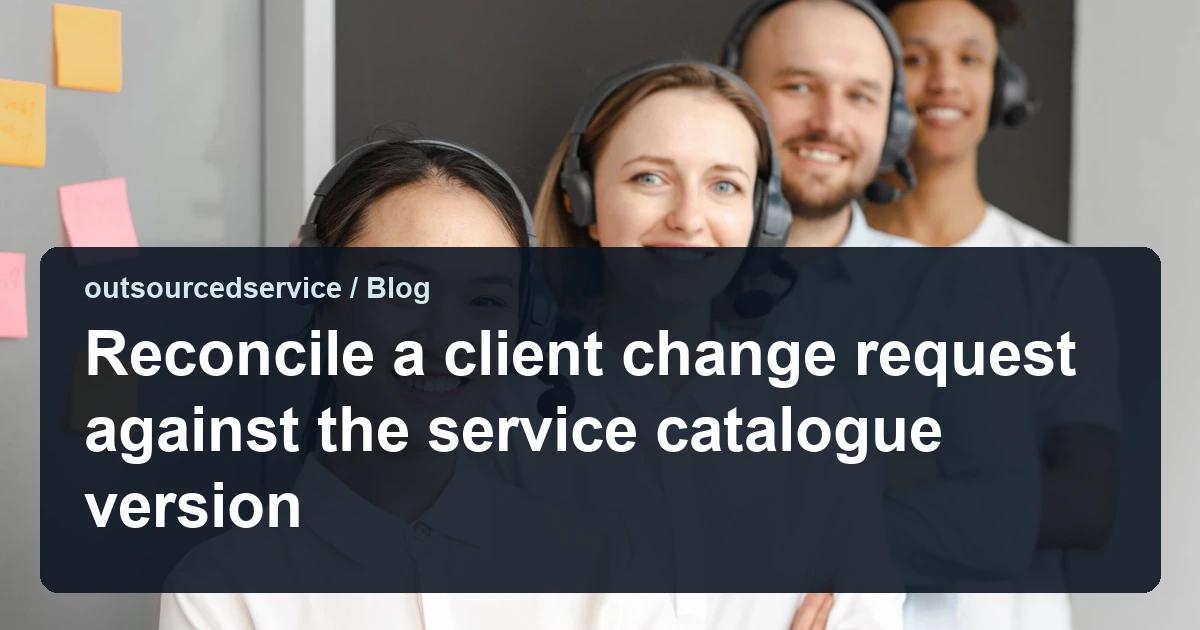 outsourcedservice / Blog
Reconcile a client change request
against the service catalogue
version